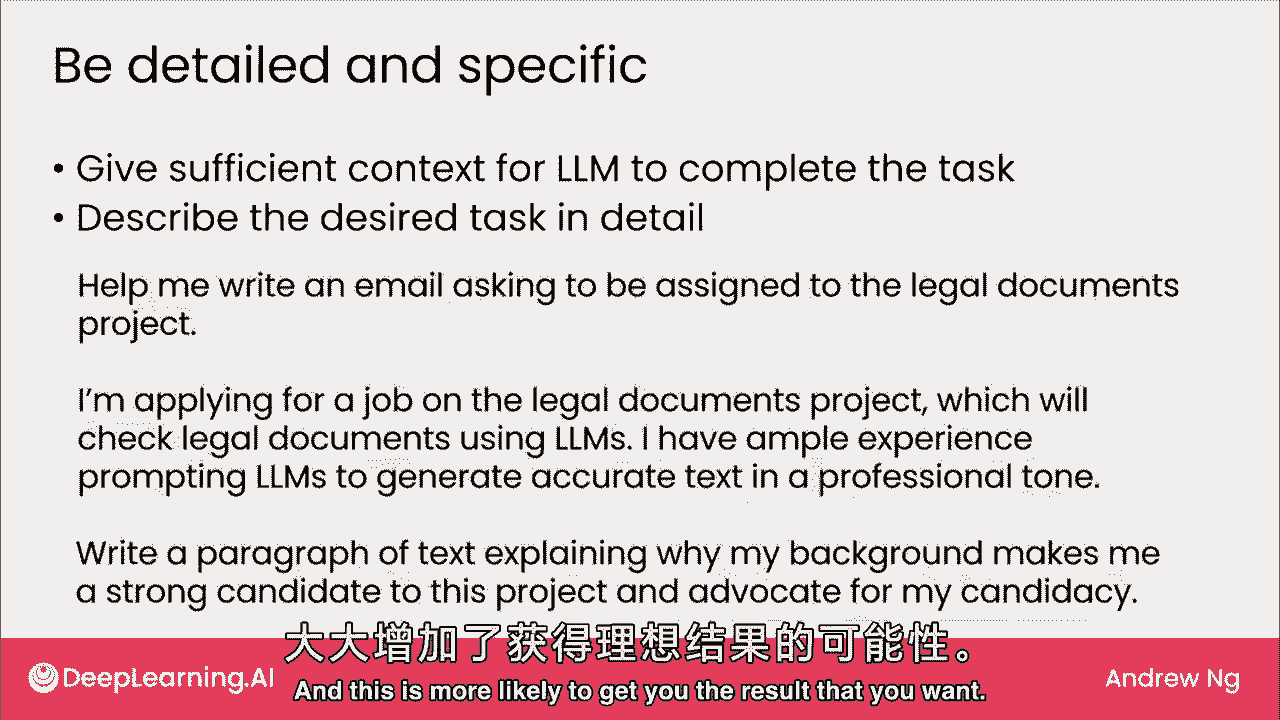 Be detailed and specific
• Give sufficient context for LLM to complete the task
• Describe the desired task in detail
Help me write an email asking to be assigned to the legal documents
project.
I'm applying for a job on the legal documents project, which will
check legal documents using LLMs. I have ample experience
prompting LLMs to generate accurate text in a professional tone.
Write a paragraph of text explaining why my background makes me
a strong candidate to this project and advocate for my candidacy.
大大增加了获得理想结果的可能性。
DeepLearning.AI
And this is more likely to get you the result that you want.
Andrew Ng